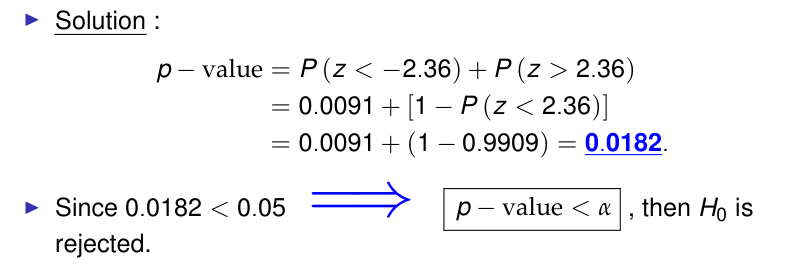 ▶ Solution :
p − value = P (z < −2.36) + P (z > 2.36)
= 0.0091 + [1 − P (z < 2.36)]
= 0.0091 + (1 − 0.9909) = 0.0182.
▶ Since 0.0182 < 0.05 ⟹ p − value < α , then H₀ is
rejected.